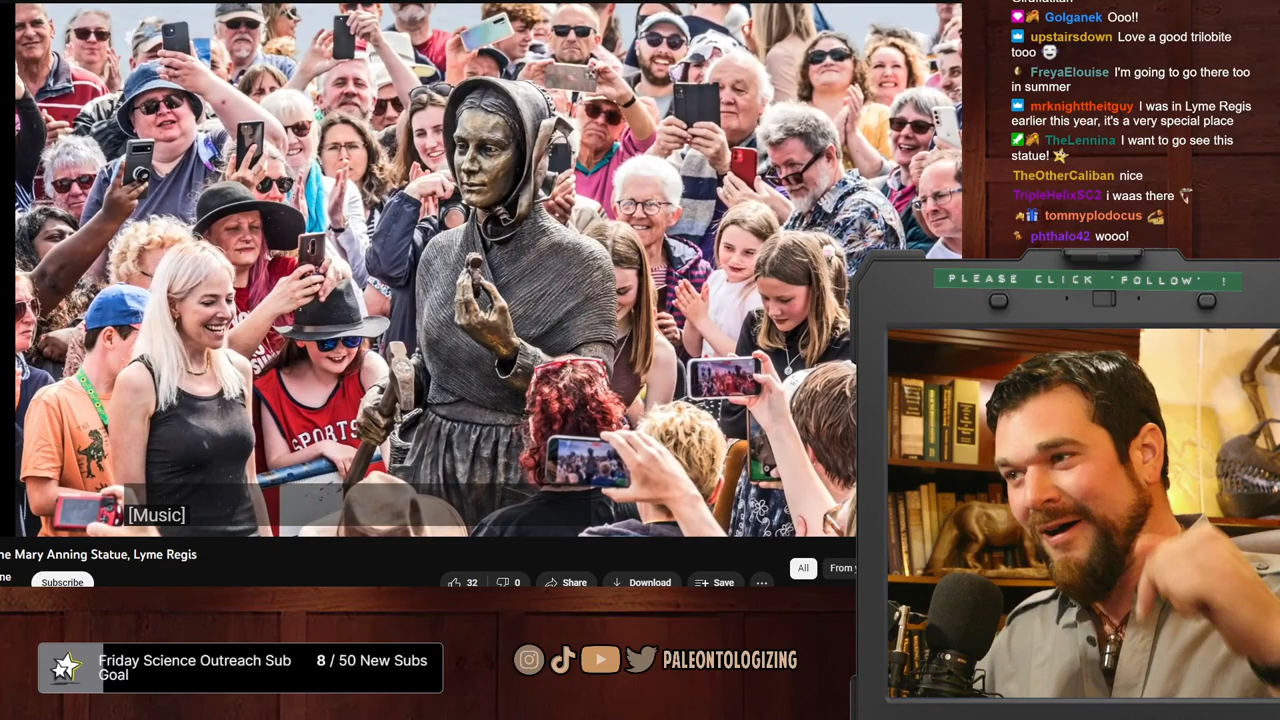 Golganek Ooo!!
upstairsdown Love a good trilobite
tooo
FreyaElouise I'm going to go there too
in summer
mrknighttheitguy I was in Lyme Regis
earlier this year, it's a very special place
TheLennina I want to go see this
statue!
TheOtherCaliban nice
TripleHelixSC2 i waas there
tommyplodocus
phthalo42 wooo!
PLEASE CLICK 'FOLLOW' !
SPORTS
[Music]
ne Mary Anning Statue, Lyme Regis
ne
Subscribe
32
0
Share
Download
Save
...
All
From
Friday Science Outreach Sub
Goal
8 / 50 New Subs
PALEONTOLOGIZING